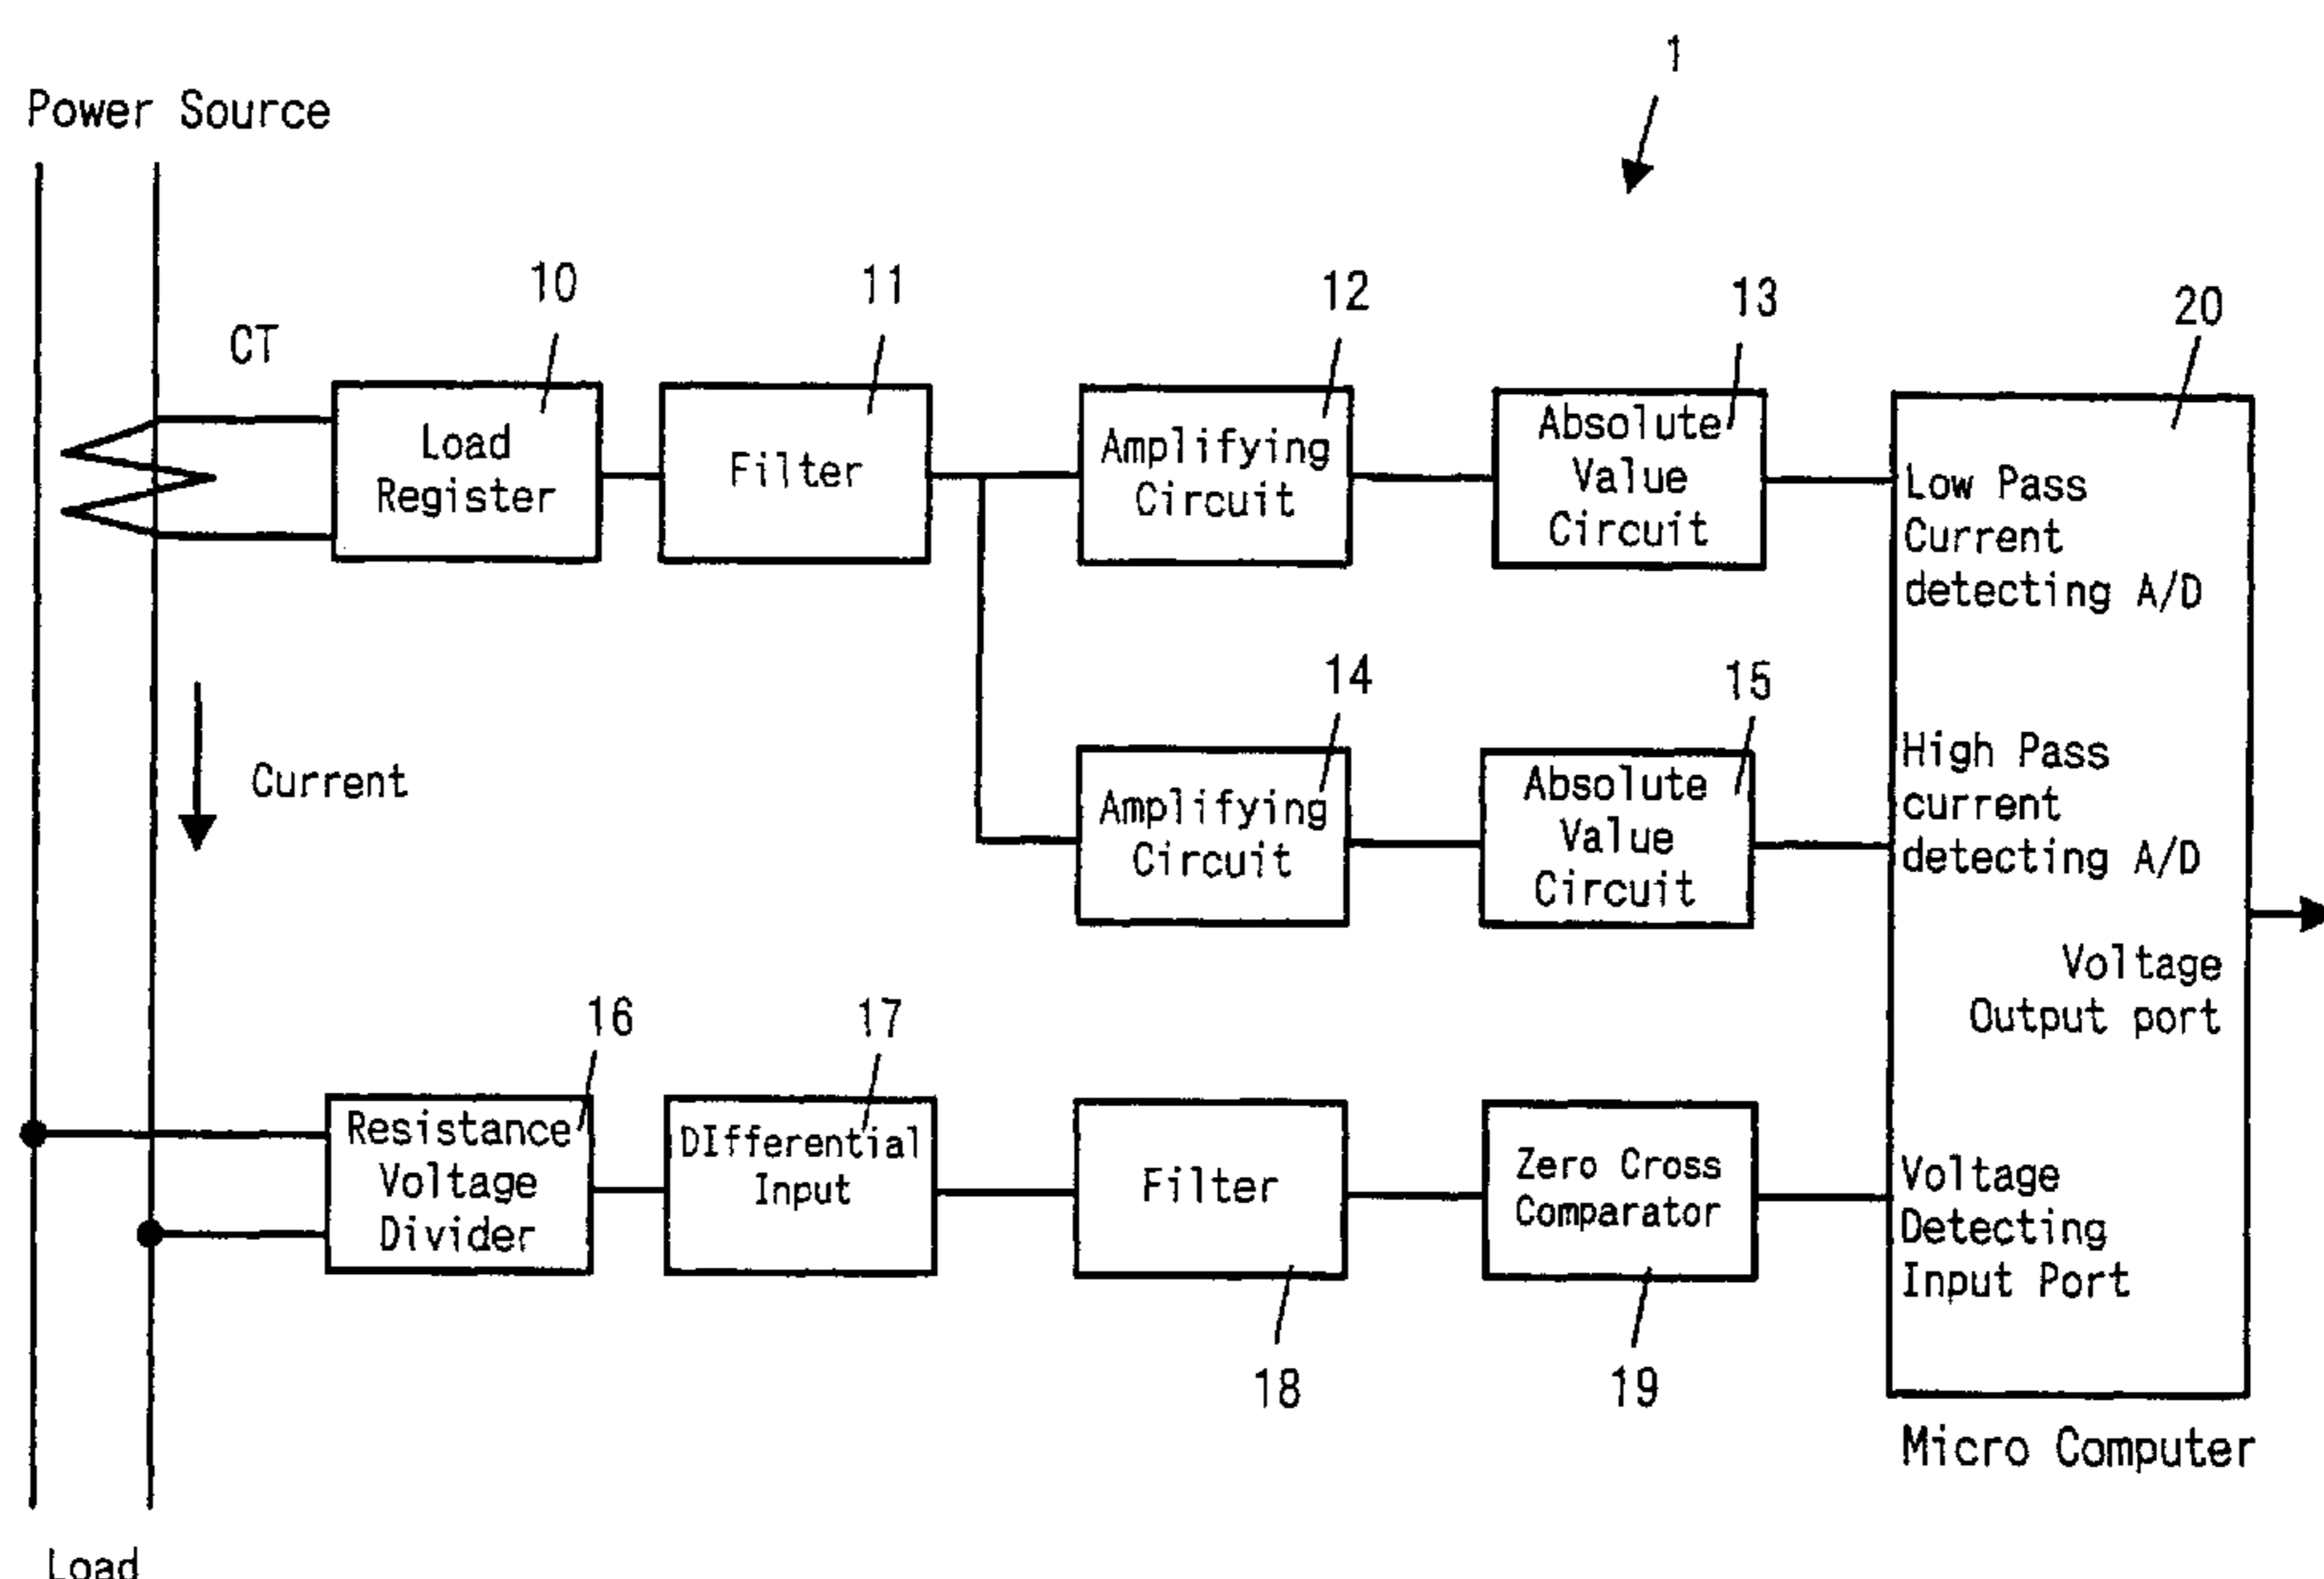 1
Power Source
10
11
12
13
20
CT
Load
Register
Filter
Amplifying
Circuit
Absolute
Value
Circuit
Low Pass
Current
detecting A/D
14
15
Current
Amplifying
Circuit
Absolute
Value
Circuit
High Pass
current
detecting A/D
Voltage
Output port
16
17
Resistance
Voltage
Divider
DIfferential
Input
Filter
Zero Cross
Comparator
Voltage
Detecting
Input Port
18
19
Micro Computer
Load